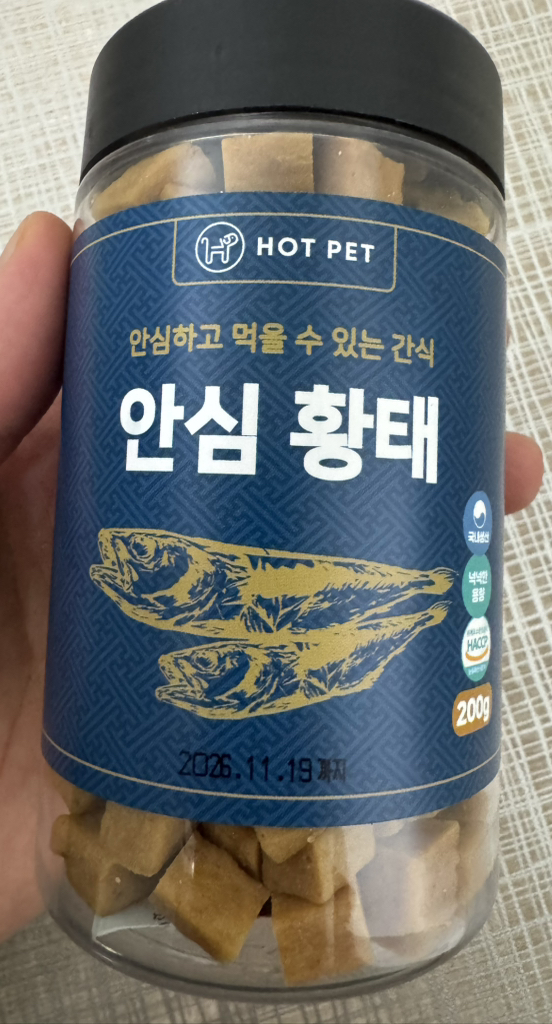 HOT PET
안심하고 먹을 수 있는 간식
안심 황태
국내생산
넉넉한
용량
HACCP
200g
2026.11.19까지